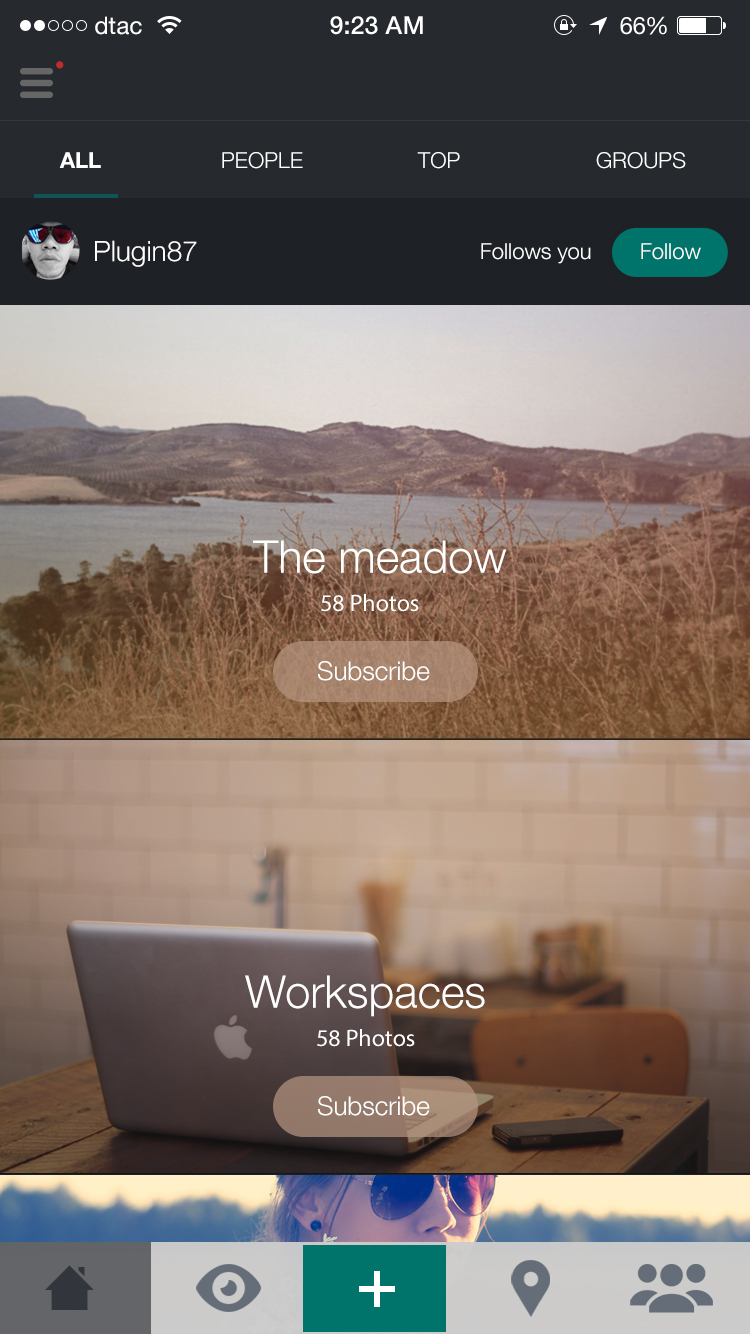 dtac 9:23 AM 66%
ALL PEOPLE TOP GROUPS
Plugin87 Follows you Follow
The meadow
58 Photos
Subscribe
Workspaces
58 Photos
Subscribe